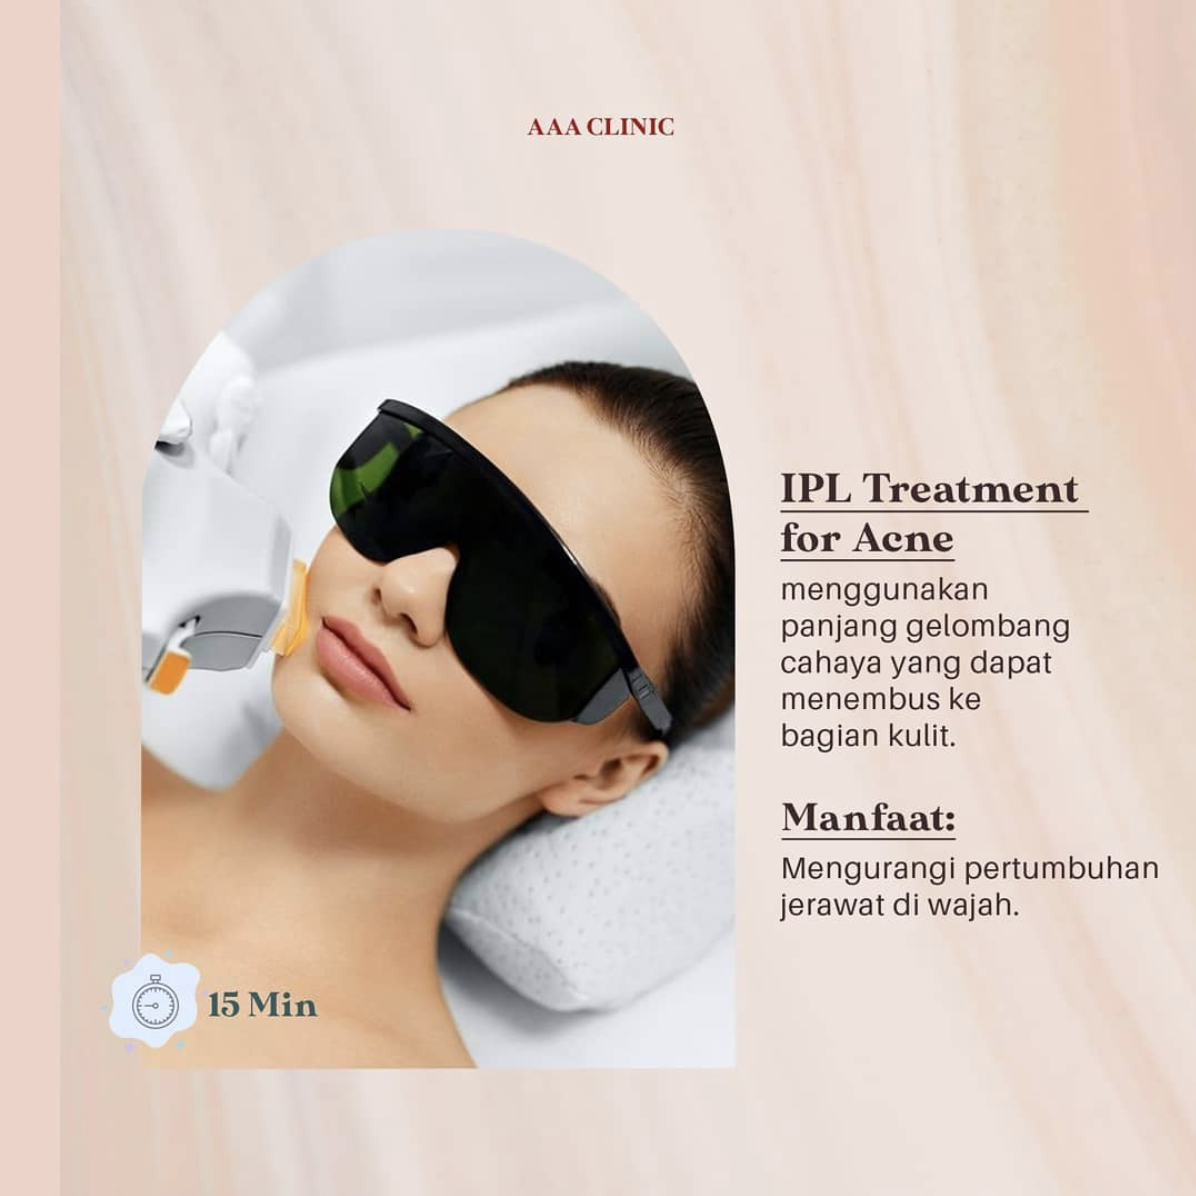 AAA CLINIC
IPL Treatment
for Acne
menggunakan
panjang gelombang
cahaya yang dapat
menembus ke
bagian kulit.
Manfaat:
Mengurangi pertumbuhan
jerawat di wajah.
15 Min